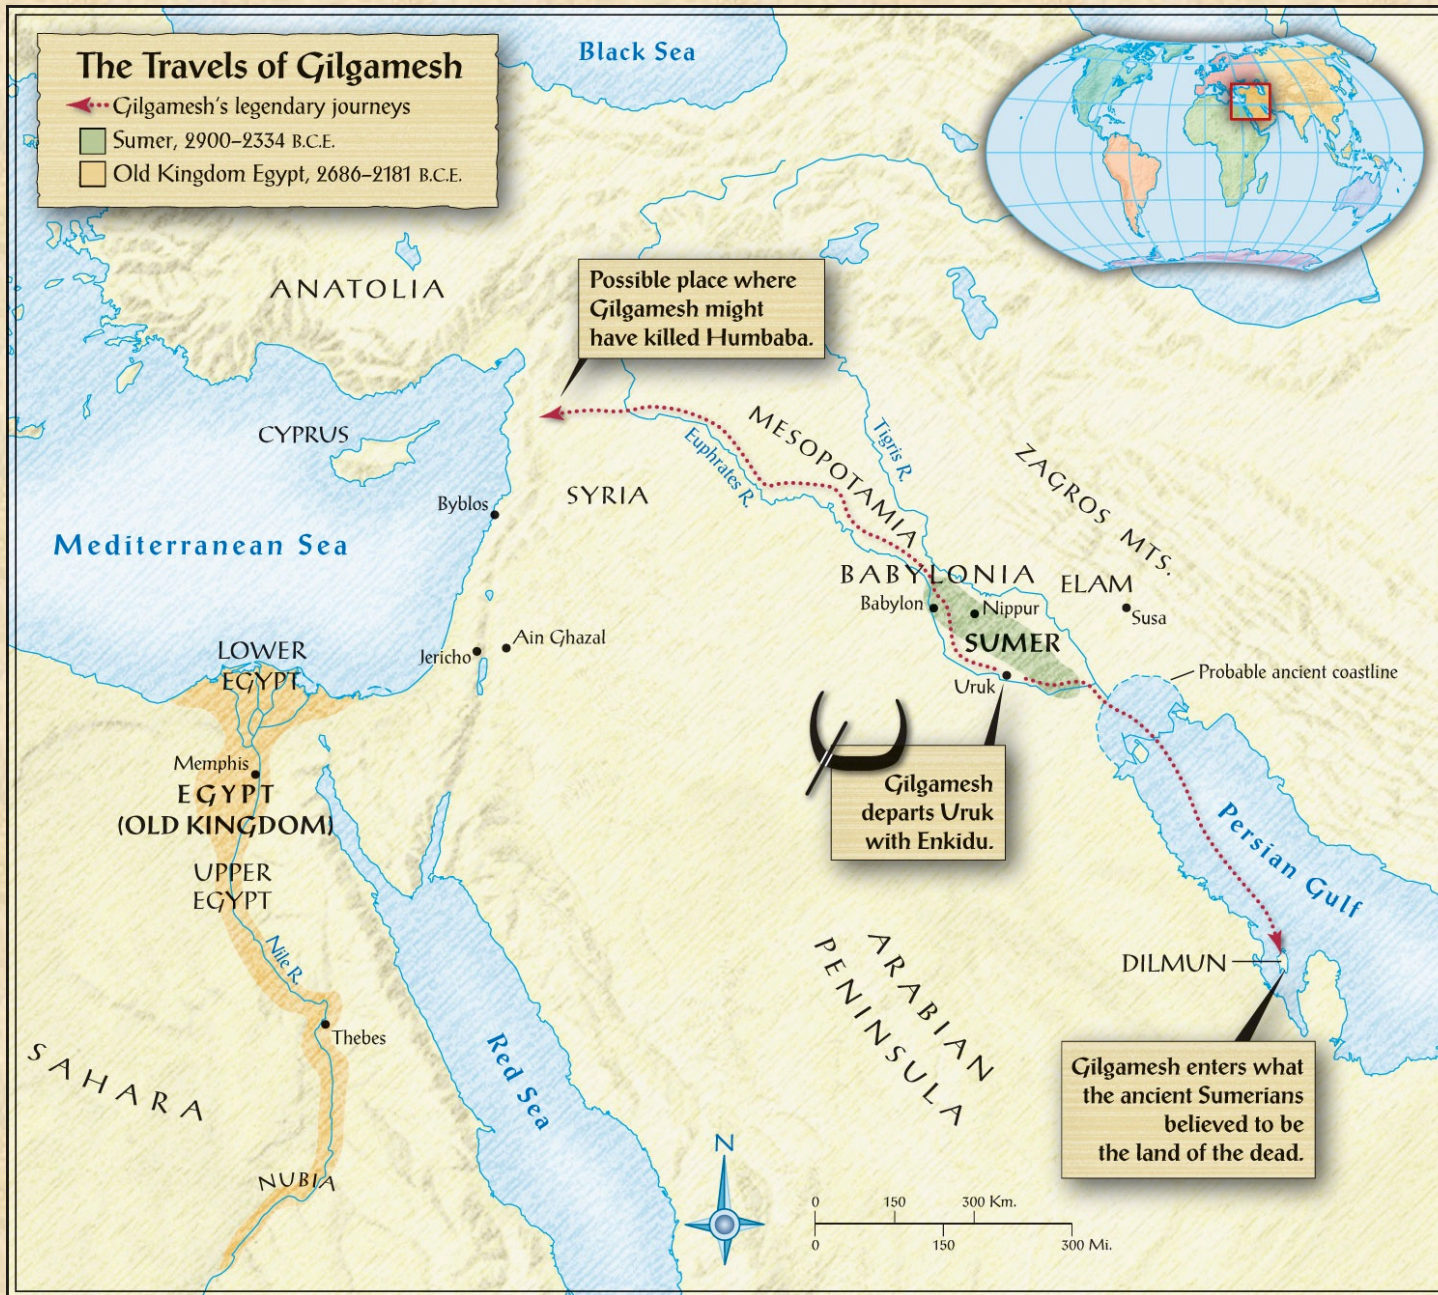 The Travels of Gilgamesh
Gilgamesh's legendary journeys
Sumer, 2900–2334 B.C.E.
Old Kingdom Egypt, 2686–2181 B.C.E.
Black Sea
ANATOLIA
Possible place where
Gilgamesh might
have killed Humbaba.
CYPRUS
MESOPOTAMIA
Tigris R.
Euphrates R.
ZAGROS MTS.
SYRIA
Byblos
Mediterranean Sea
BABYLONIA
ELAM
Babylon
Nippur
Susa
SUMER
Ain Ghazal
Jericho
LOWER
EGYPT
Uruk
Probable ancient coastline
Memphis
EGYPT
(OLD KINGDOM)
Gilgamesh
departs Uruk
with Enkidu.
UPPER
EGYPT
Persian Gulf
Nile R.
ARABIAN
PENINSULA
DILMUN
Thebes
SAHARA
Red Sea
Gilgamesh enters what
the ancient Sumerians
believed to be
the land of the dead.
NUBIA
N
0 150 300 Km.
0 150 300 Mi.